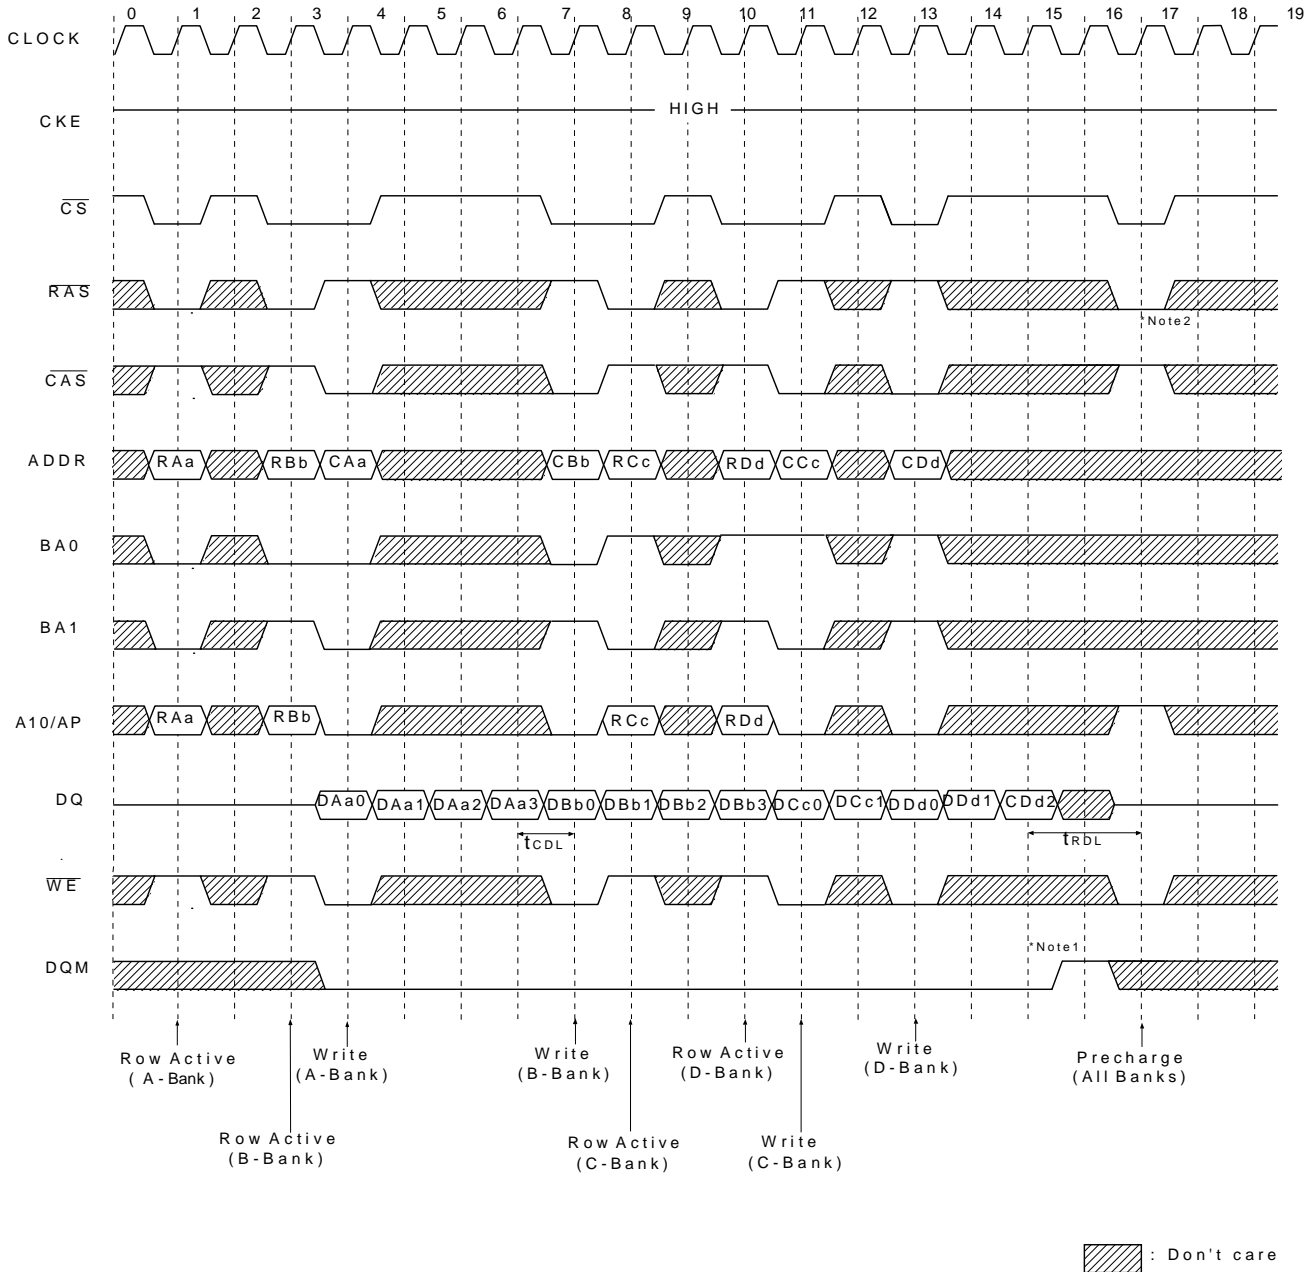 0 1 2 3 4 5 6 7 8 9 10 11 12 13 14 15 16 17 18 19
CLOCK
HIGH
CKE
CS
RAS
*Note2
CAS
ADDR RAa RBb CAa CBb RCc RDd CCc CDd
BA0
BA1
A10/AP RAa RBb RCc RDd
DQ DAa0 DAa1 DAa2 DAa3 DBb0 DBb1 DBb2 DBb3 DCc0 DCc1 DDd0 DDd1 CDd2
tCDL tRDL
WE
*Note1
DQM
Row Active
(A-Bank)
Write
(A-Bank)
Write
(B-Bank)
Row Active
(D-Bank)
Write
(D-Bank)
Precharge
(All Banks)
Row Active
(B-Bank)
Row Active
(C-Bank)
Write
(C-Bank)
: Don't care